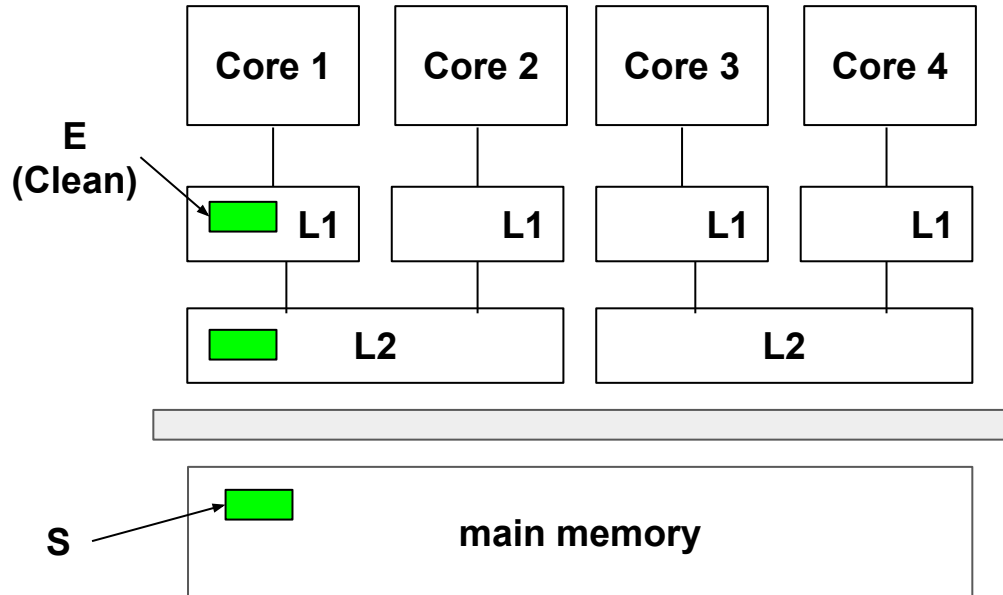 Core 1
Core 2
Core 3
Core 4
E
(Clean)
L1
L1
L1
L1
L2
L2
S
main memory